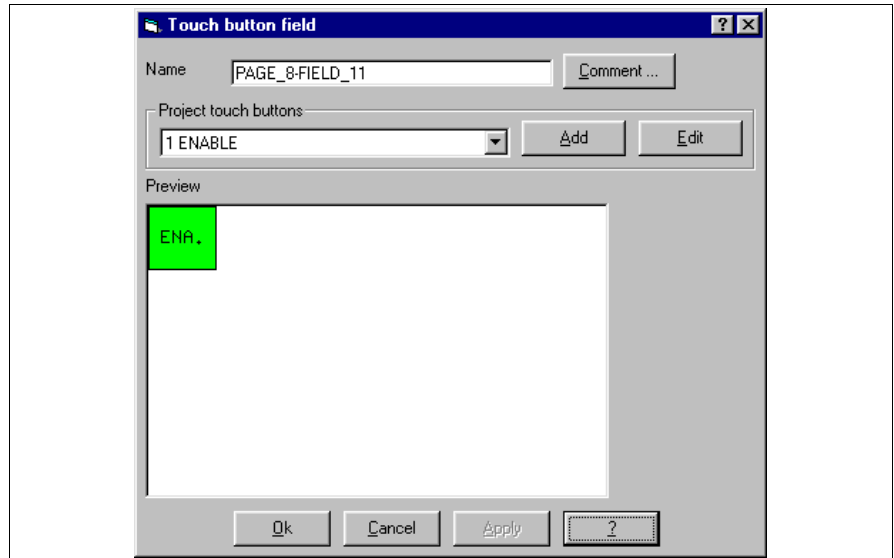 Touch button field ? X
Name PAGE_8-FIELD_11 Comment ...
Project touch buttons
1 ENABLE Add Edit
Preview
ENA.
Ok Cancel Apply ?